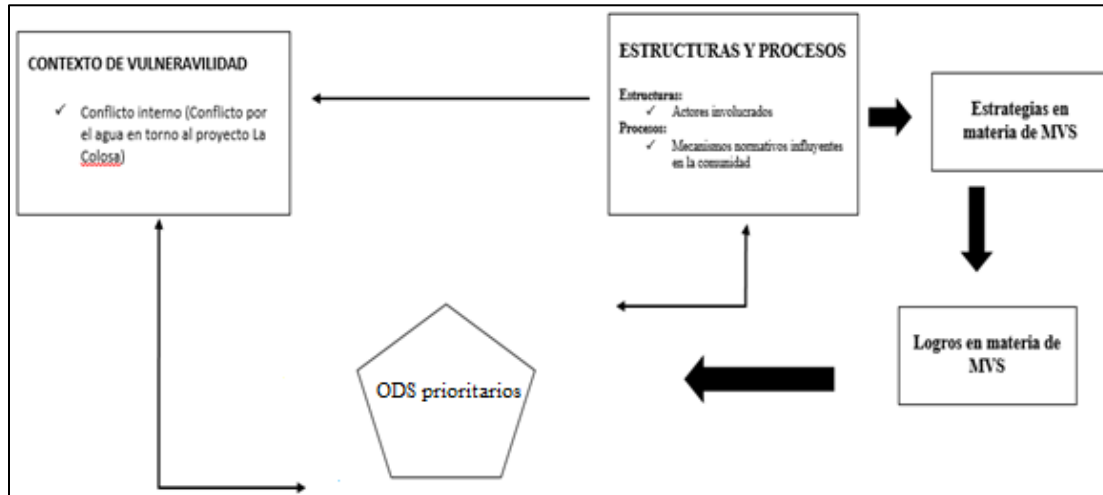 CONTEXTO DE VULNERAVILIDAD
✓ Conflicto interno (Conflicto por
el agua en torno al proyecto La
Colosa)
ESTRUCTURAS Y PROCESOS
Estructuras:
✓ Actores involucrados
Procesos:
✓ Mecanismos normativos influyentes
en la comunidad
Estrategias en
materia de MVS
Logros en materia de
MVS
ODS prioritarios